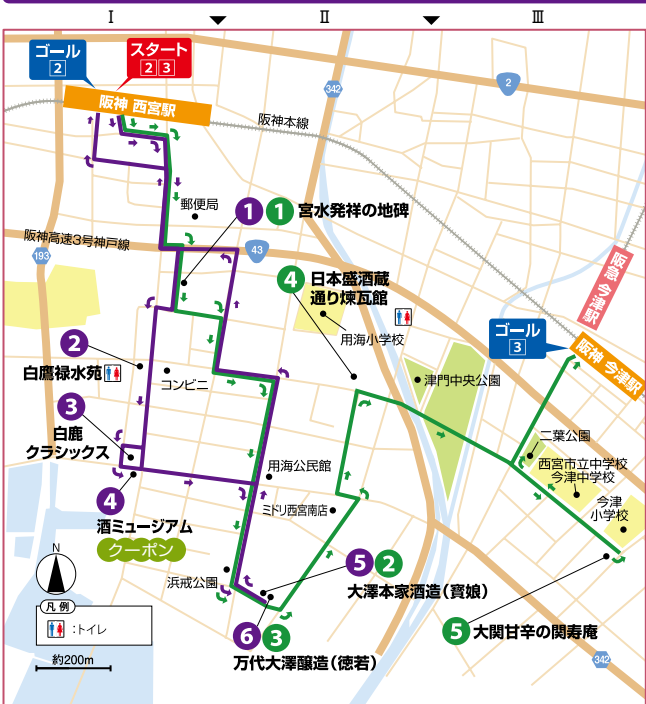 Ⅰ
Ⅱ
Ⅲ
ゴール
2
スタート
2 3
阪神 西宮駅
342
2
阪神本線
郵便局
1 1 宮水発祥の地碑
阪神高速3号神戸線
43
193
4 日本盛酒蔵
通り煉瓦館
用海小学校
阪急 今津駅
ゴール
3
阪神 今津駅
2
白鷹禄水苑
コンビニ
津門中央公園
3
白鹿
クラシックス
二葉公園
西宮市立中学校
今津中学校
今津
小学校
用海公民館
4
酒ミュージアム
クーポン
ミドリ西宮南店
N
浜戒公園
5 2
大澤本家酒造(寳娘)
凡例
:トイレ
6 3
万代大澤醸造(徳若)
5 大関甘辛の関寿庵
約200m
342